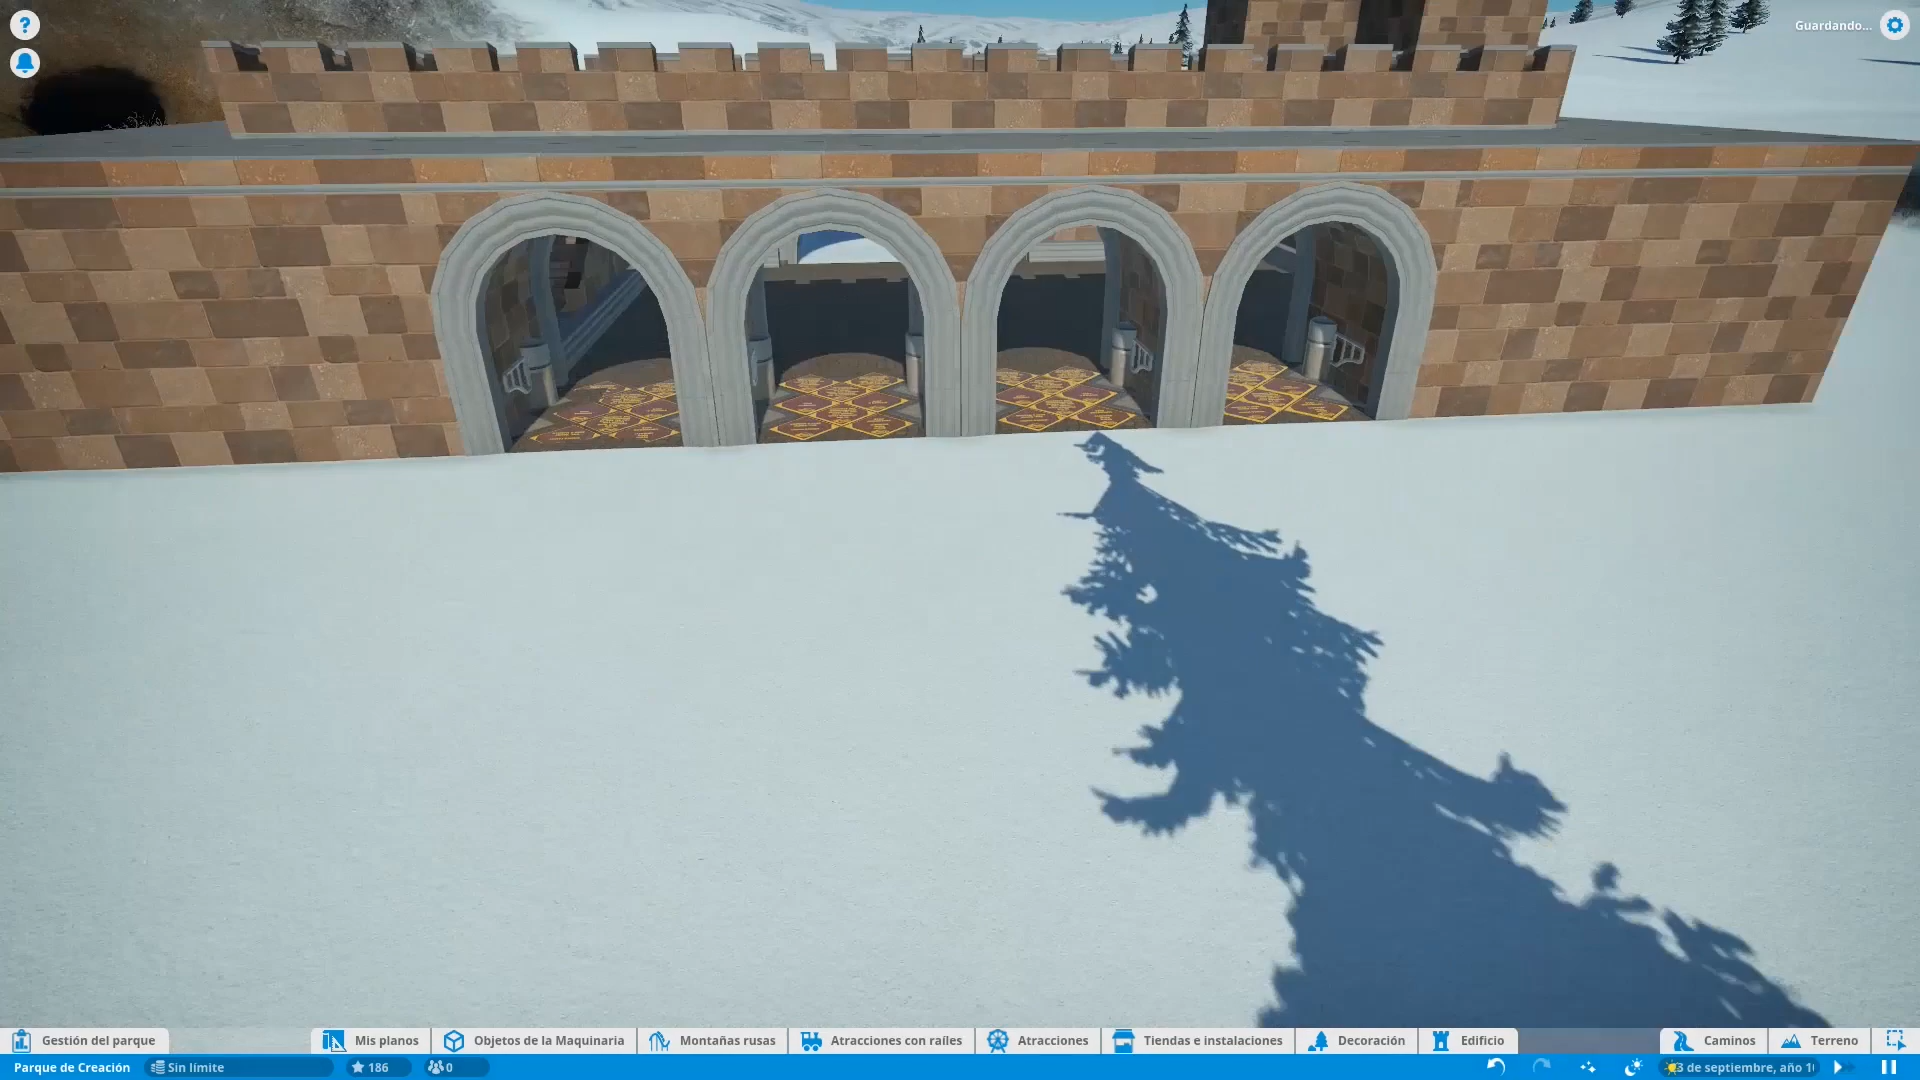 ?
Guardando...
Gestión del parque
Mis planos
Objetos de la Maquinaria
Montañas rusas
Atracciones con raíles
Atracciones
Tiendas e instalaciones
Decoración
Edificio
Caminos
Terreno
Parque de Creación
Sin límite
186
0
3 de septiembre, año